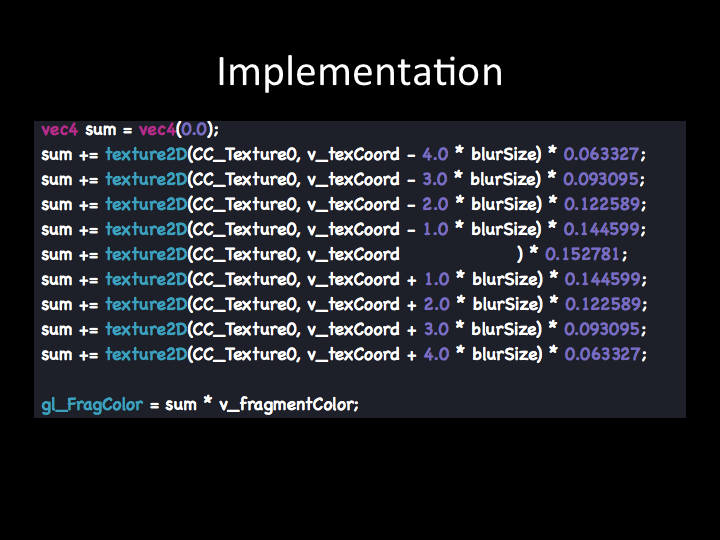 Implementation
vec4 sum = vec4(0.0);
sum += texture2D(CC_Texture0, v_texCoord - 4.0 * blurSize) * 0.063327;
sum += texture2D(CC_Texture0, v_texCoord - 3.0 * blurSize) * 0.093095;
sum += texture2D(CC_Texture0, v_texCoord - 2.0 * blurSize) * 0.122589;
sum += texture2D(CC_Texture0, v_texCoord - 1.0 * blurSize) * 0.144599;
sum += texture2D(CC_Texture0, v_texCoord                  ) * 0.152781;
sum += texture2D(CC_Texture0, v_texCoord + 1.0 * blurSize) * 0.144599;
sum += texture2D(CC_Texture0, v_texCoord + 2.0 * blurSize) * 0.122589;
sum += texture2D(CC_Texture0, v_texCoord + 3.0 * blurSize) * 0.093095;
sum += texture2D(CC_Texture0, v_texCoord + 4.0 * blurSize) * 0.063327;
gl_FragColor = sum * v_fragmentColor;